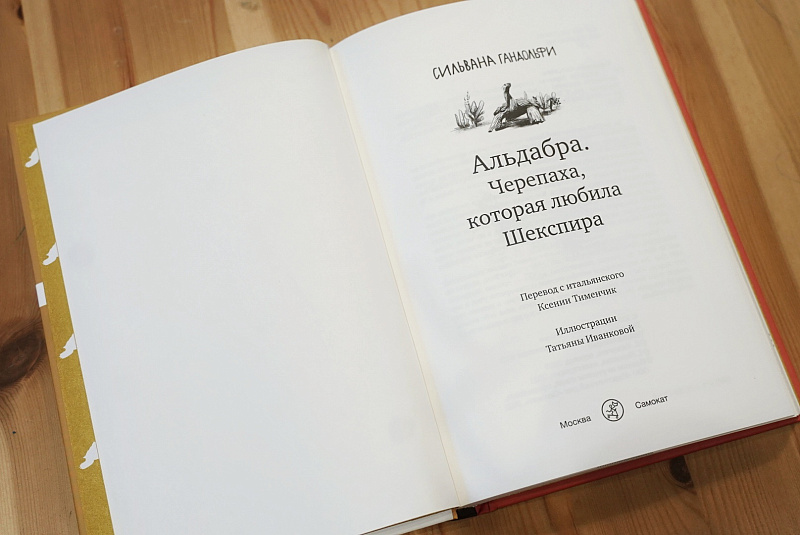 СИЛЬВАНА ГАНДОЛЬФИ
Альдабра.
Черепаха,
которая любила
Шекспира
Перевод с итальянского
Ксении Тименчик
Иллюстрации
Татьяны Иванковой
Москва Самокат